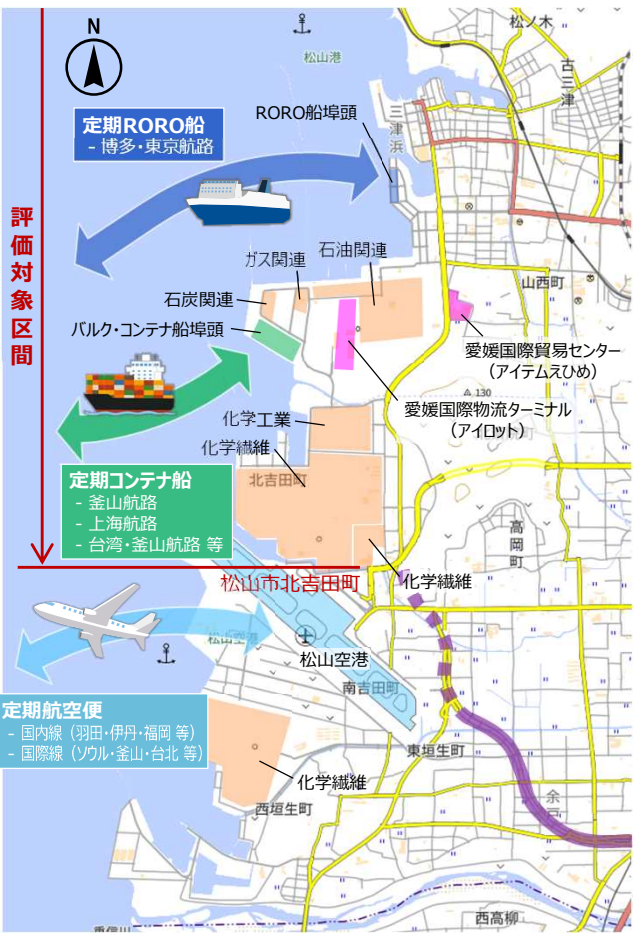 N
松山港
松ノ木
古三津
RORO船埠頭
三津浜
定期RORO船
- 博多・東京航路
評価対象区間
ガス関連
石油関連
石炭関連
バルク・コンテナ船埠頭
山西町
愛媛国際貿易センター
(アイテムえひめ)
130
愛媛国際物流ターミナル
(アイロット)
化学工業
化学繊維
北吉田町
定期コンテナ船
- 釜山航路
- 上海航路
- 台湾・釜山航路 等
高岡町
松山市北吉田町
化学繊維
松山空港
松山空港
南吉田町
定期航空便
- 国内線（羽田・伊丹・福岡 等）
- 国際線（ソウル・釜山・台北 等）
東垣生町
化学繊維
余戸
西垣生町
西高柳
重信川